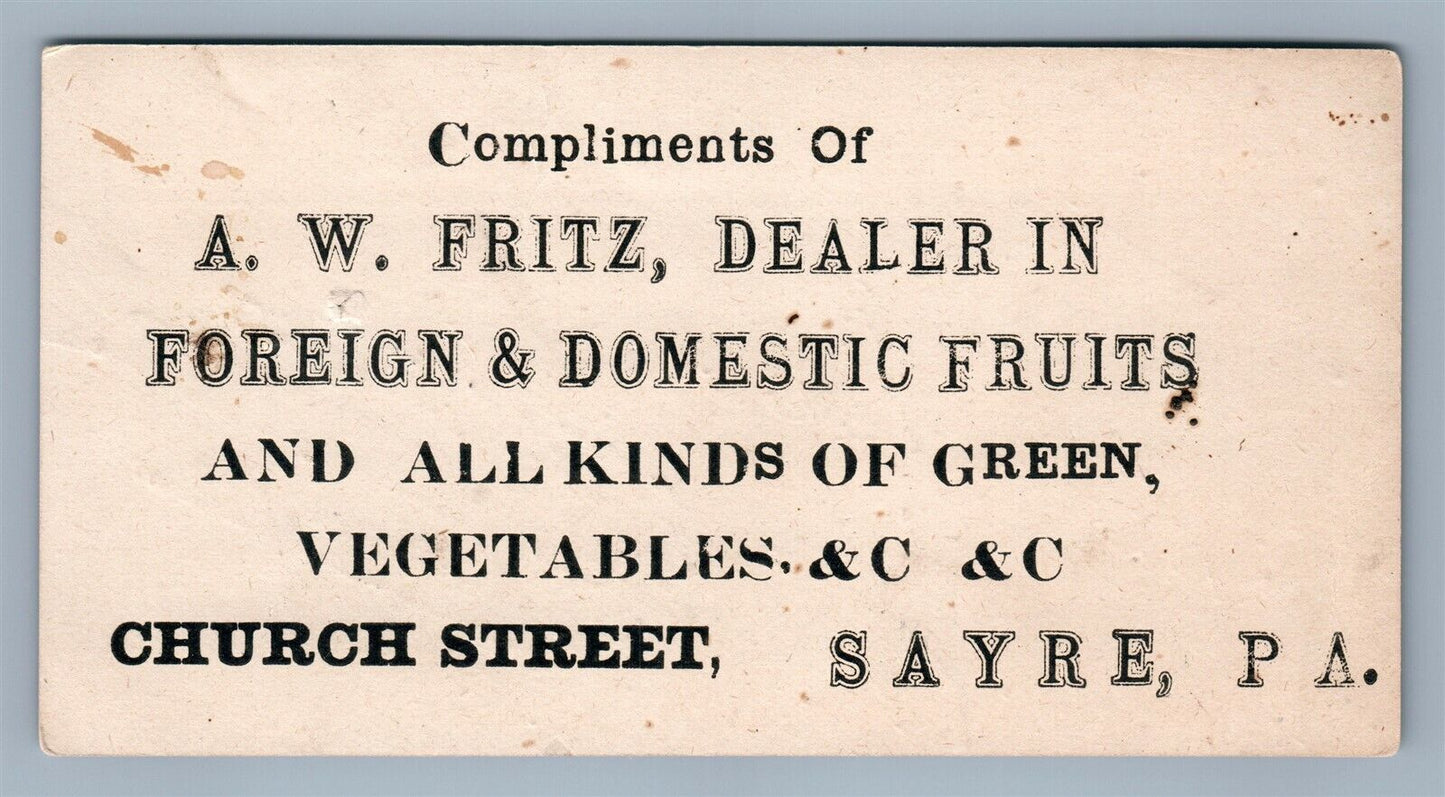 Compliments Of
A. W. FRITZ, DEALER IN
FOREIGN & DOMESTIC FRUITS
AND ALL KINDS OF GREEN,
VEGETABLES. &C &C
CHURCH STREET, SAYRE, PA.